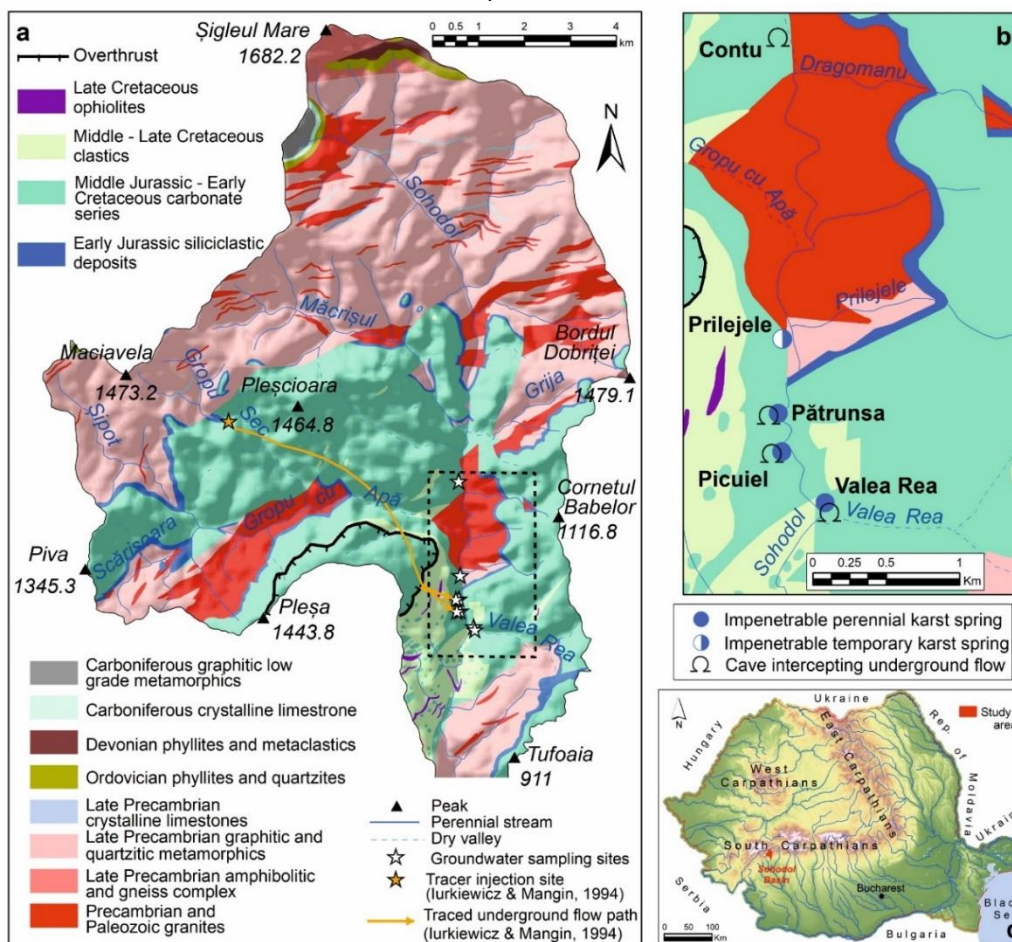 a
Șigleul Mare
1682.2
0 0.5 1 2 3 4
km
N
Overthrust
Late Cretaceous
ophiolites
Middle - Late Cretaceous
clastics
Middle Jurassic - Early
Cretaceous carbonate
series
Early Jurassic siliciclastic
deposits
Sohodol
Măcrișul
Maciavela
1473.2
Șipot
Gropu
Sec
Pleșcioara
1464.8
Bordul
Dobriței
1479.1
Grija
Gropu cu
Apă
Cornetul
Babelor
1116.8
Scărișoara
Piva
1345.3
Pleșa
1443.8
Valea Rea
Tufoaia
911
Carboniferous graphitic low
grade metamorphics
Carboniferous crystalline limestone
Devonian phyllites and metaclastics
Ordovician phyllites and quartzites
Late Precambrian
crystalline limestones
Late Precambrian graphitic and
quartzitic metamorphics
Late Precambrian amphibolitic
and gneiss complex
Precambrian and
Paleozoic granites
Peak
Perennial stream
Dry valley
Groundwater sampling sites
Tracer injection site
(Iurkiewicz & Mangin, 1994)
Traced underground flow path
(Iurkiewicz & Mangin, 1994)
b
Contu
Dragomanu
Gropu cu Apă
Prilejele
Prilejele
Pătrunsa
Picuiel
Valea Rea
Valea Rea
Sohodol
0 0.25 0.5 1
Km
Impenetrable perennial karst spring
Impenetrable temporary karst spring
Cave intercepting underground flow
N
Ukraine
Study
area
Hungary
East Carpathians
Rep. of
Moldavia
West
Carpathians
Ukraine
South Carpathians
Sohodol
Basin
Serbia
Bucharest
Black
Se
Bulgaria
0 50 100
km